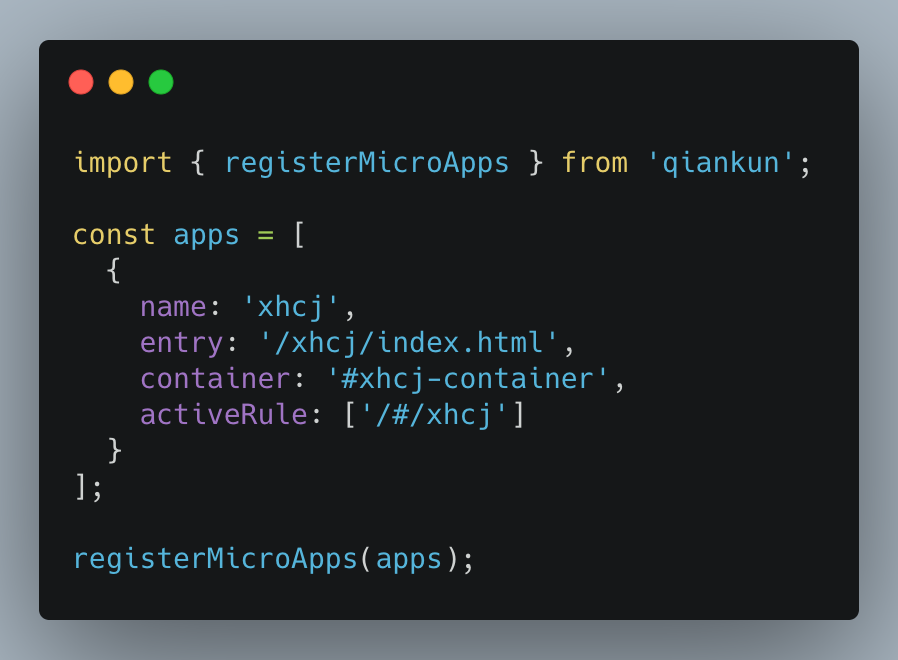 import { registerMicroApps } from 'qiankun';
const apps = [
  {
    name: 'xhcj',
    entry: '/xhcj/index.html',
    container: '#xhcj-container',
    activeRule: ['/#/xhcj']
  }
];
registerMicroApps(apps);